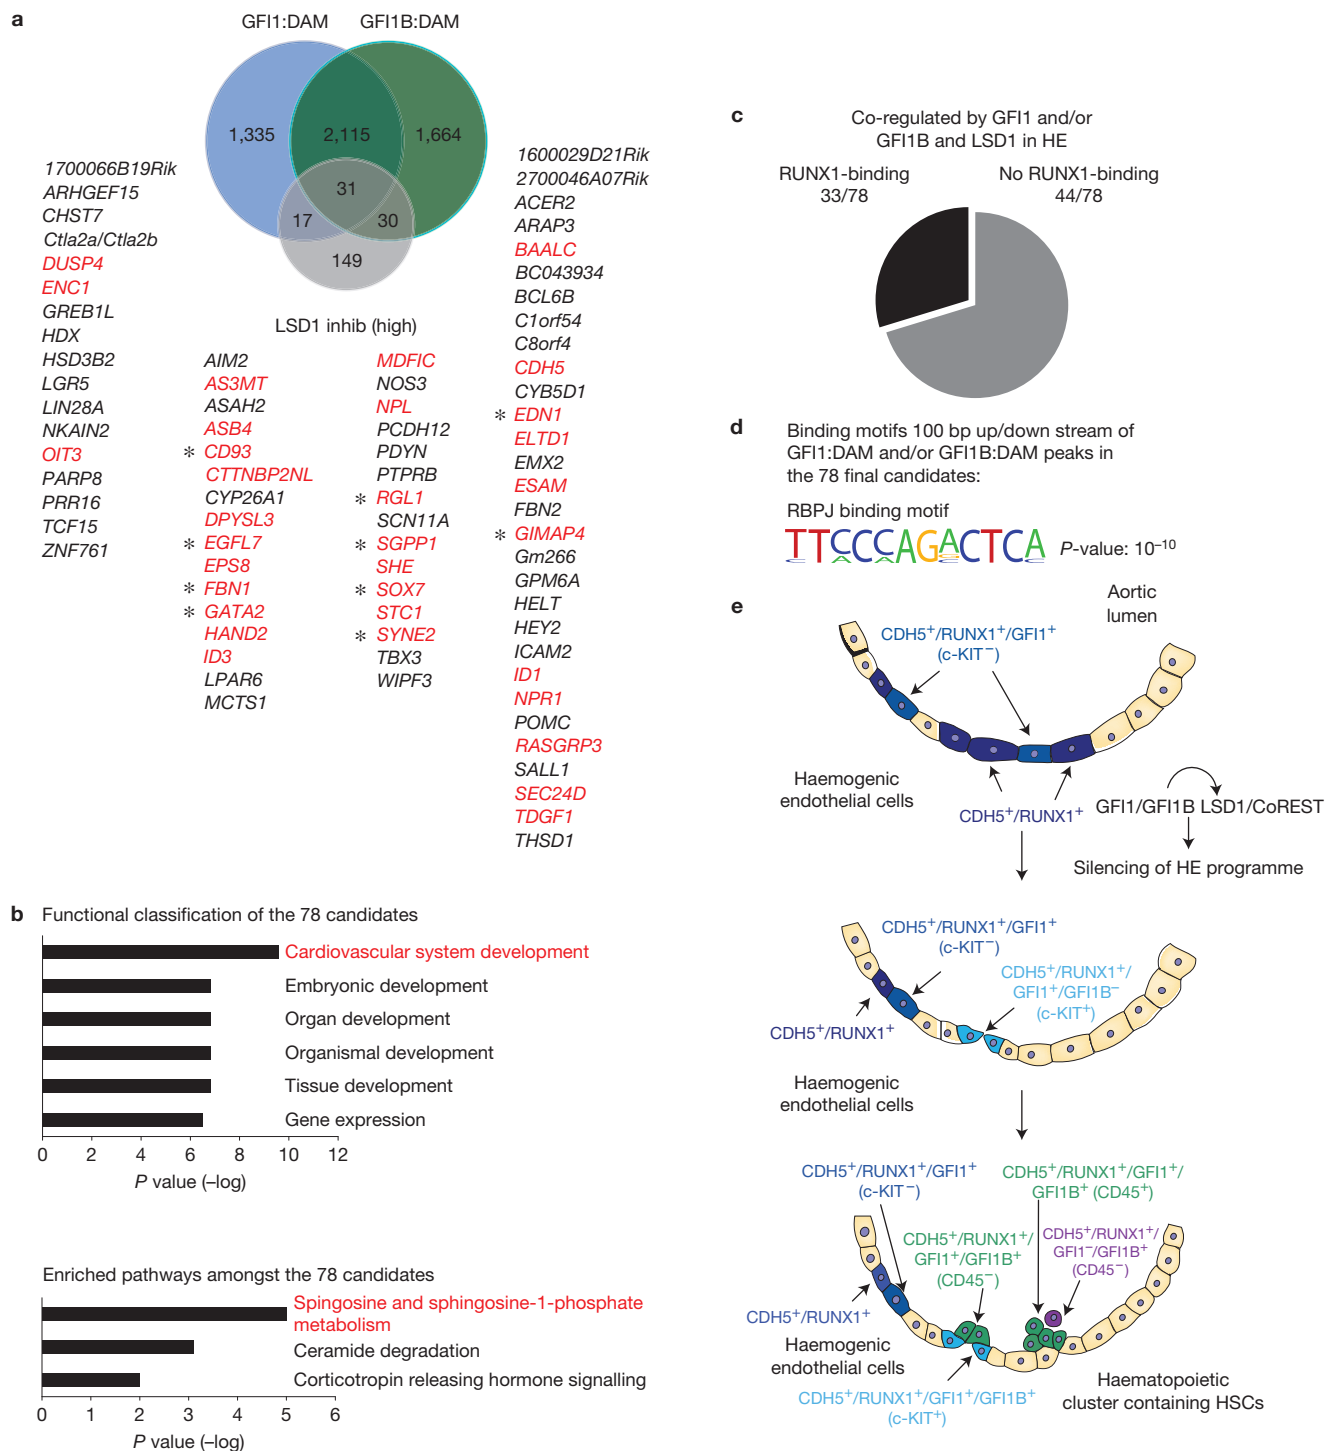 a
GFI1:DAM GFI1B:DAM
1,335 2,115 1,664
31
17 30
149
LSD1 inhib (high)
1700066B19Rik
ARHGEF15
CHST7
Ctla2a/Ctla2b
DUSP4
ENC1
GREB1L
HDX
HSD3B2
LGR5
LIN28A
NKAIN2
OIT3
PARP8
PRR16
TCF15
ZNF761
AIM2
AS3MT
ASAH2
ASB4
* CD93
CTTNBP2NL
CYP26A1
DPYSL3
* EGFL7
EPS8
* FBN1
* GATA2
HAND2
ID3
LPAR6
MCTS1
MDFIC
NOS3
NPL
PCDH12
PDYN
PTPRB
* RGL1
SCN11A
* SGPP1
SHE
* SOX7
STC1
* SYNE2
TBX3
WIPF3
1600029D21Rik
2700046A07Rik
ACER2
ARAP3
BAALC
BC043934
BCL6B
C1orf54
C8orf4
CDH5
CYB5D1
* EDN1
ELTD1
EMX2
ESAM
FBN2
* GIMAP4
Gm266
GPM6A
HELT
HEY2
ICAM2
ID1
NPR1
POMC
RASGRP3
SALL1
SEC24D
TDGF1
THSD1
b Functional classification of the 78 candidates
Cardiovascular system development
Embryonic development
Organ development
Organismal development
Tissue development
Gene expression
0 2 4 6 8 10 12
P value (–log)
Enriched pathways amongst the 78 candidates
Spingosine and sphingosine-1-phosphate
metabolism
Ceramide degradation
Corticotropin releasing hormone signalling
0 1 2 3 4 5 6
P value (–log)
c Co-regulated by GFI1 and/or
GFI1B and LSD1 in HE
RUNX1-binding
33/78
No RUNX1-binding
44/78
d Binding motifs 100 bp up/down stream of
GFI1:DAM and/or GFI1B:DAM peaks in
the 78 final candidates:
RBPJ binding motif
TTCCCAGACTCA P-value: 10⁻¹⁰
e
Aortic
lumen
CDH5⁺/RUNX1⁺/GFI1⁺
(c-KIT⁻)
Haemogenic
endothelial cells
CDH5⁺/RUNX1⁺
GFI1/GFI1B LSD1/CoREST
Silencing of HE programme
CDH5⁺/RUNX1⁺/GFI1⁺
(c-KIT⁻)
CDH5⁺/RUNX1⁺/
GFI1⁺/GFI1B⁻
(c-KIT⁺)
CDH5⁺/RUNX1⁺
Haemogenic
endothelial cells
CDH5⁺/RUNX1⁺/GFI1⁺
(c-KIT⁻)
CDH5⁺/RUNX1⁺/GFI1⁺/
GFI1B⁺ (CD45⁺)
CDH5⁺/RUNX1⁺/
GFI1⁺/GFI1B⁺
(CD45⁻)
CDH5⁺/RUNX1⁺/
GFI1⁻/GFI1B⁺
(CD45⁻)
CDH5⁺/RUNX1⁺
Haemogenic
endothelial cells
CDH5⁺/RUNX1⁺/GFI1⁺/GFI1B⁺
(c-KIT⁺)
Haematopoietic
cluster containing HSCs